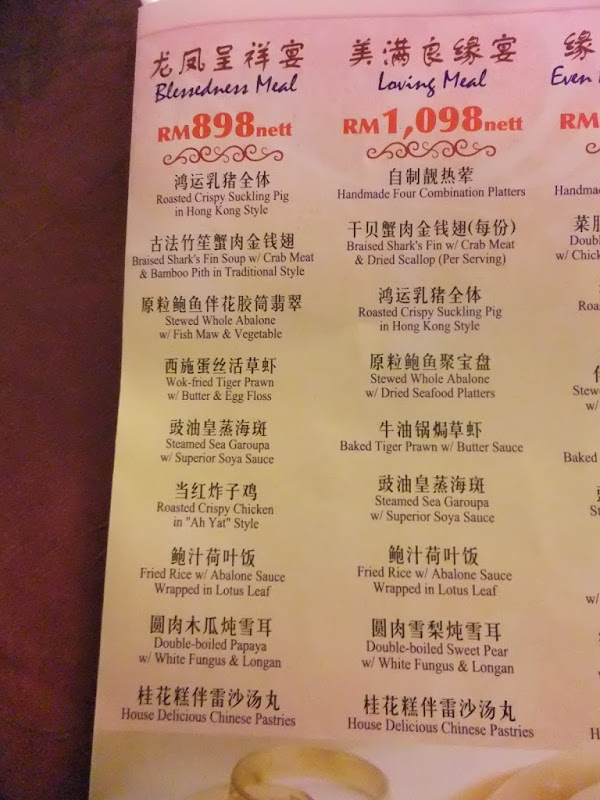 龙凤呈祥宴
Blessedness Meal
RM898nett
鸿运乳猪全体
Roasted Crispy Suckling Pig
in Hong Kong Style
古法竹笙蟹肉金钱翅
Braised Shark's Fin Soup w/ Crab Meat
& Bamboo Pith in Traditional Style
原粒鲍鱼伴花胶筒翡翠
Stewed Whole Abalone
w/ Fish Maw & Vegetable
西施蛋丝活草虾
Wok-fried Tiger Prawn
w/ Butter & Egg Floss
豉油皇蒸海斑
Steamed Sea Garoupa
w/ Superior Soya Sauce
当红炸子鸡
Roasted Crispy Chicken
in "Ah Yat" Style
鲍汁荷叶饭
Fried Rice w/ Abalone Sauce
Wrapped in Lotus Leaf
圆肉木瓜炖雪耳
Double-boiled Papaya
w/ White Fungus & Longan
桂花糕伴雷沙汤丸
House Delicious Chinese Pastries
美满良缘宴
Loving Meal
RM1,098nett
自制靓热荤
Handmade Four Combination Platters
干贝蟹肉金钱翅(每份)
Braised Shark's Fin w/ Crab Meat
& Dried Scallop (Per Serving)
鸿运乳猪全体
Roasted Crispy Suckling Pig
in Hong Kong Style
原粒鲍鱼聚宝盘
Stewed Whole Abalone
w/ Dried Seafood Platters
牛油锅焗草虾
Baked Tiger Prawn w/ Butter Sauce
豉油皇蒸海斑
Steamed Sea Garoupa
w/ Superior Soya Sauce
鲍汁荷叶饭
Fried Rice w/ Abalone Sauce
Wrapped in Lotus Leaf
圆肉雪梨炖雪耳
Double-boiled Sweet Pear
w/ White Fungus & Longan
桂花糕伴雷沙汤丸
House Delicious Chinese Pastries
缘
Even
RM
Handmade
Doub
w/ Chick
Roa
Stewe
w/
Baked
St
w/
H